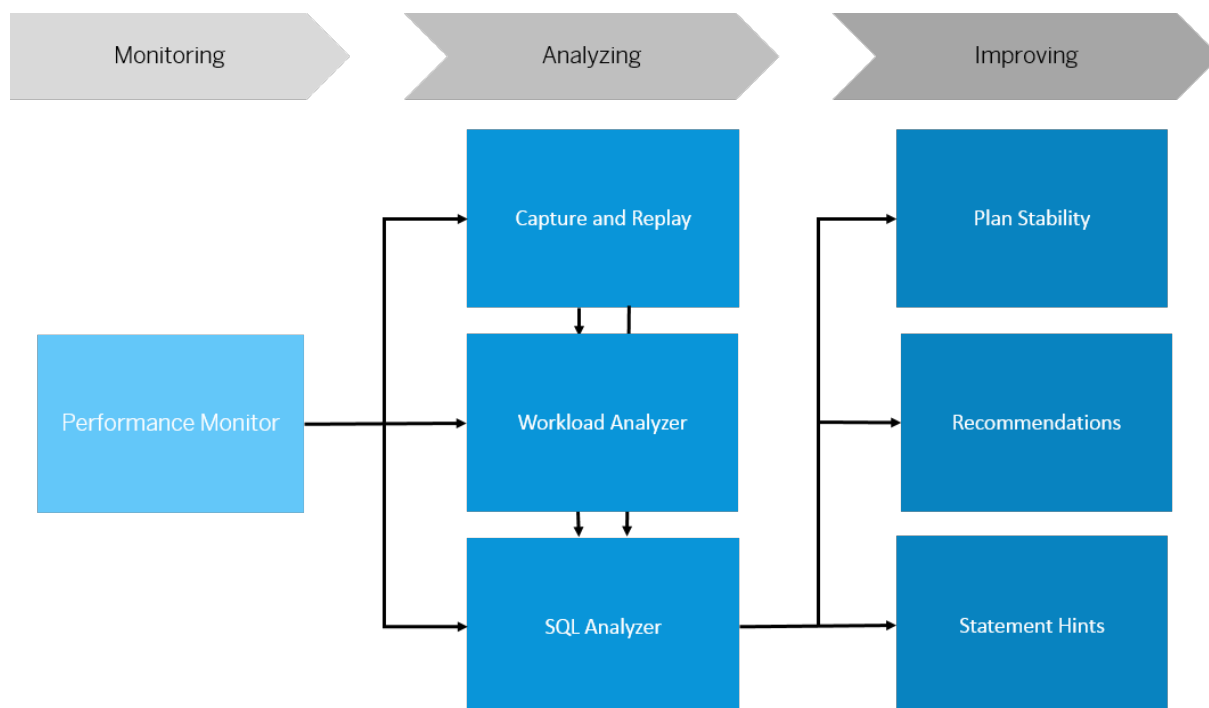 Monitoring
Analyzing
Improving
Capture and Replay
Plan Stability
Performance Monitor
Workload Analyzer
Recommendations
SQL Analyzer
Statement Hints